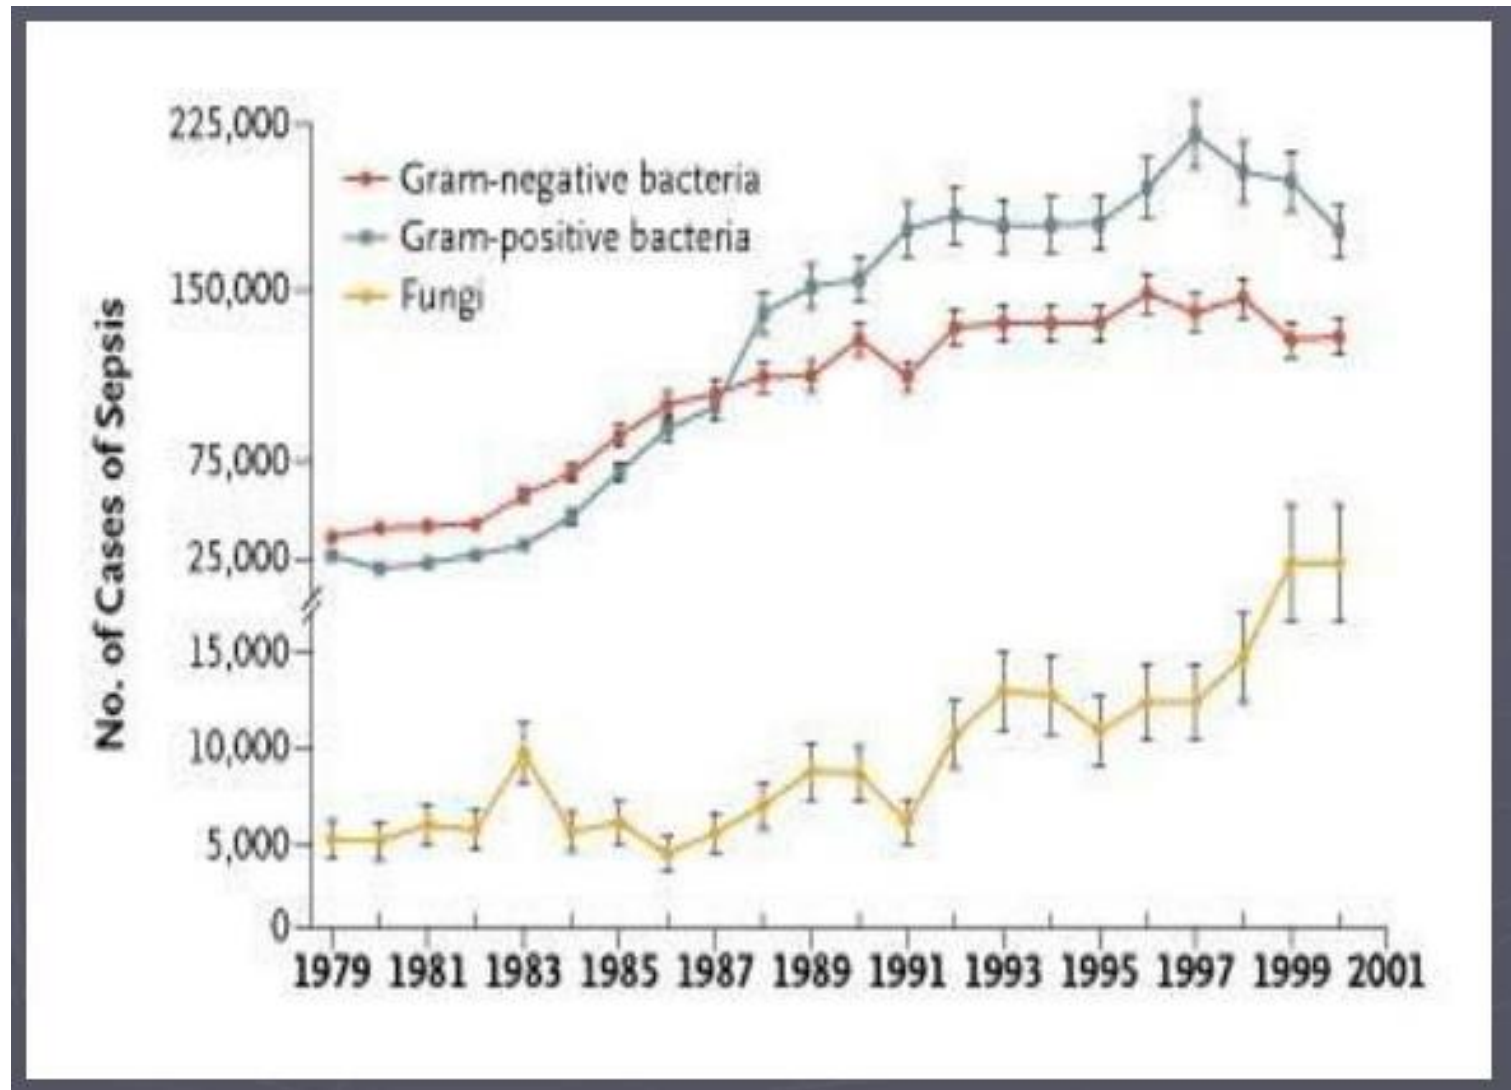 225,000
Gram-negative bacteria
Gram-positive bacteria
150,000
Fungi
No. of Cases of Sepsis
75,000
25,000
15,000
10,000
5,000
0
1979 1981 1983 1985 1987 1989 1991 1993 1995 1997 1999 2001